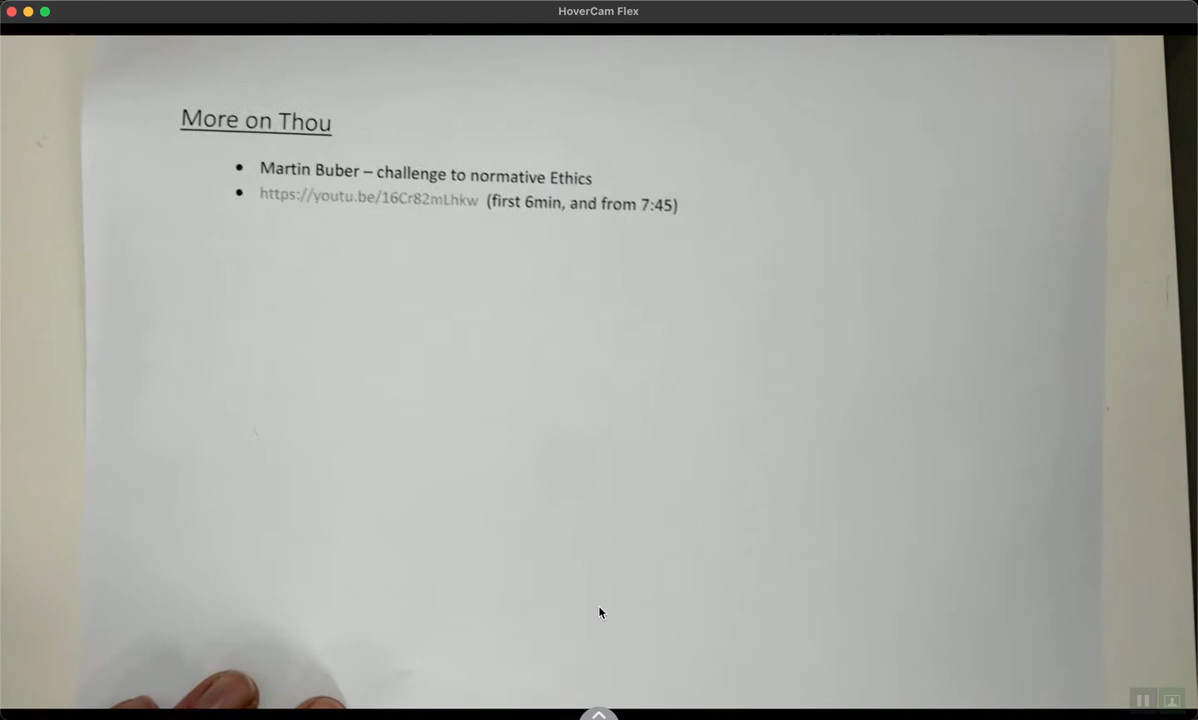 HoverCam Flex
More on Thou
• Martin Buber – challenge to normative Ethics
• https://youtu.be/16Cr82mLhkw (first 6min, and from 7:45)